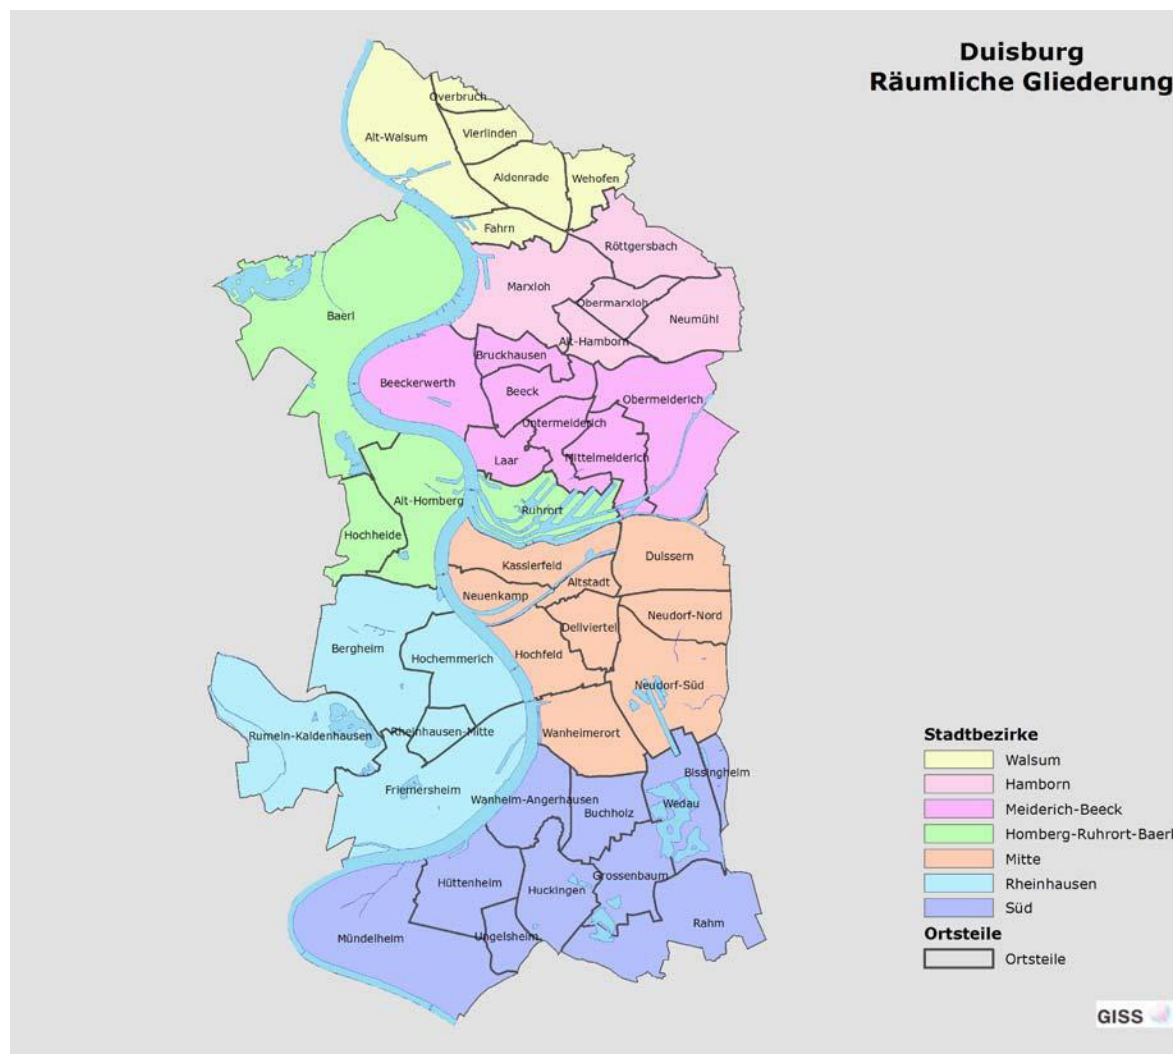 Duisburg
Räumliche Gliederung
Overbruch
Alt-Walsum
Vierlinden
Aldenrade
Wehofen
Fahrn
Röttgersbach
Marxloh
Obermarxloh
Neumühl
Baerl
Alt-Hamborn
Bruckhausen
Beeckerwerth
Beeck
Obermeiderich
Untermeiderich
Laar
Mittelmeiderich
Alt-Homberg
Ruhrort
Hochheide
Duissern
Kasslerfeld
Altstadt
Neuenkamp
Neudorf-Nord
Dellviertel
Bergheim
Hochemmerich
Hochfeld
Neudorf-Süd
Rumeln-Kaldenhausen
Rheinhausen-Mitte
Wanheimerort
Bissingheim
Friemersheim
Wanheim-Angerhausen
Wedau
Buchholz
Grossenbaum
Hüttenheim
Huckingen
Rahm
Mündelheim
Ungelsheim
Stadtbezirke
Walsum
Hamborn
Meiderich-Beeck
Homberg-Ruhrort-Baerl
Mitte
Rheinhausen
Süd
Ortsteile
Ortsteile
GISS